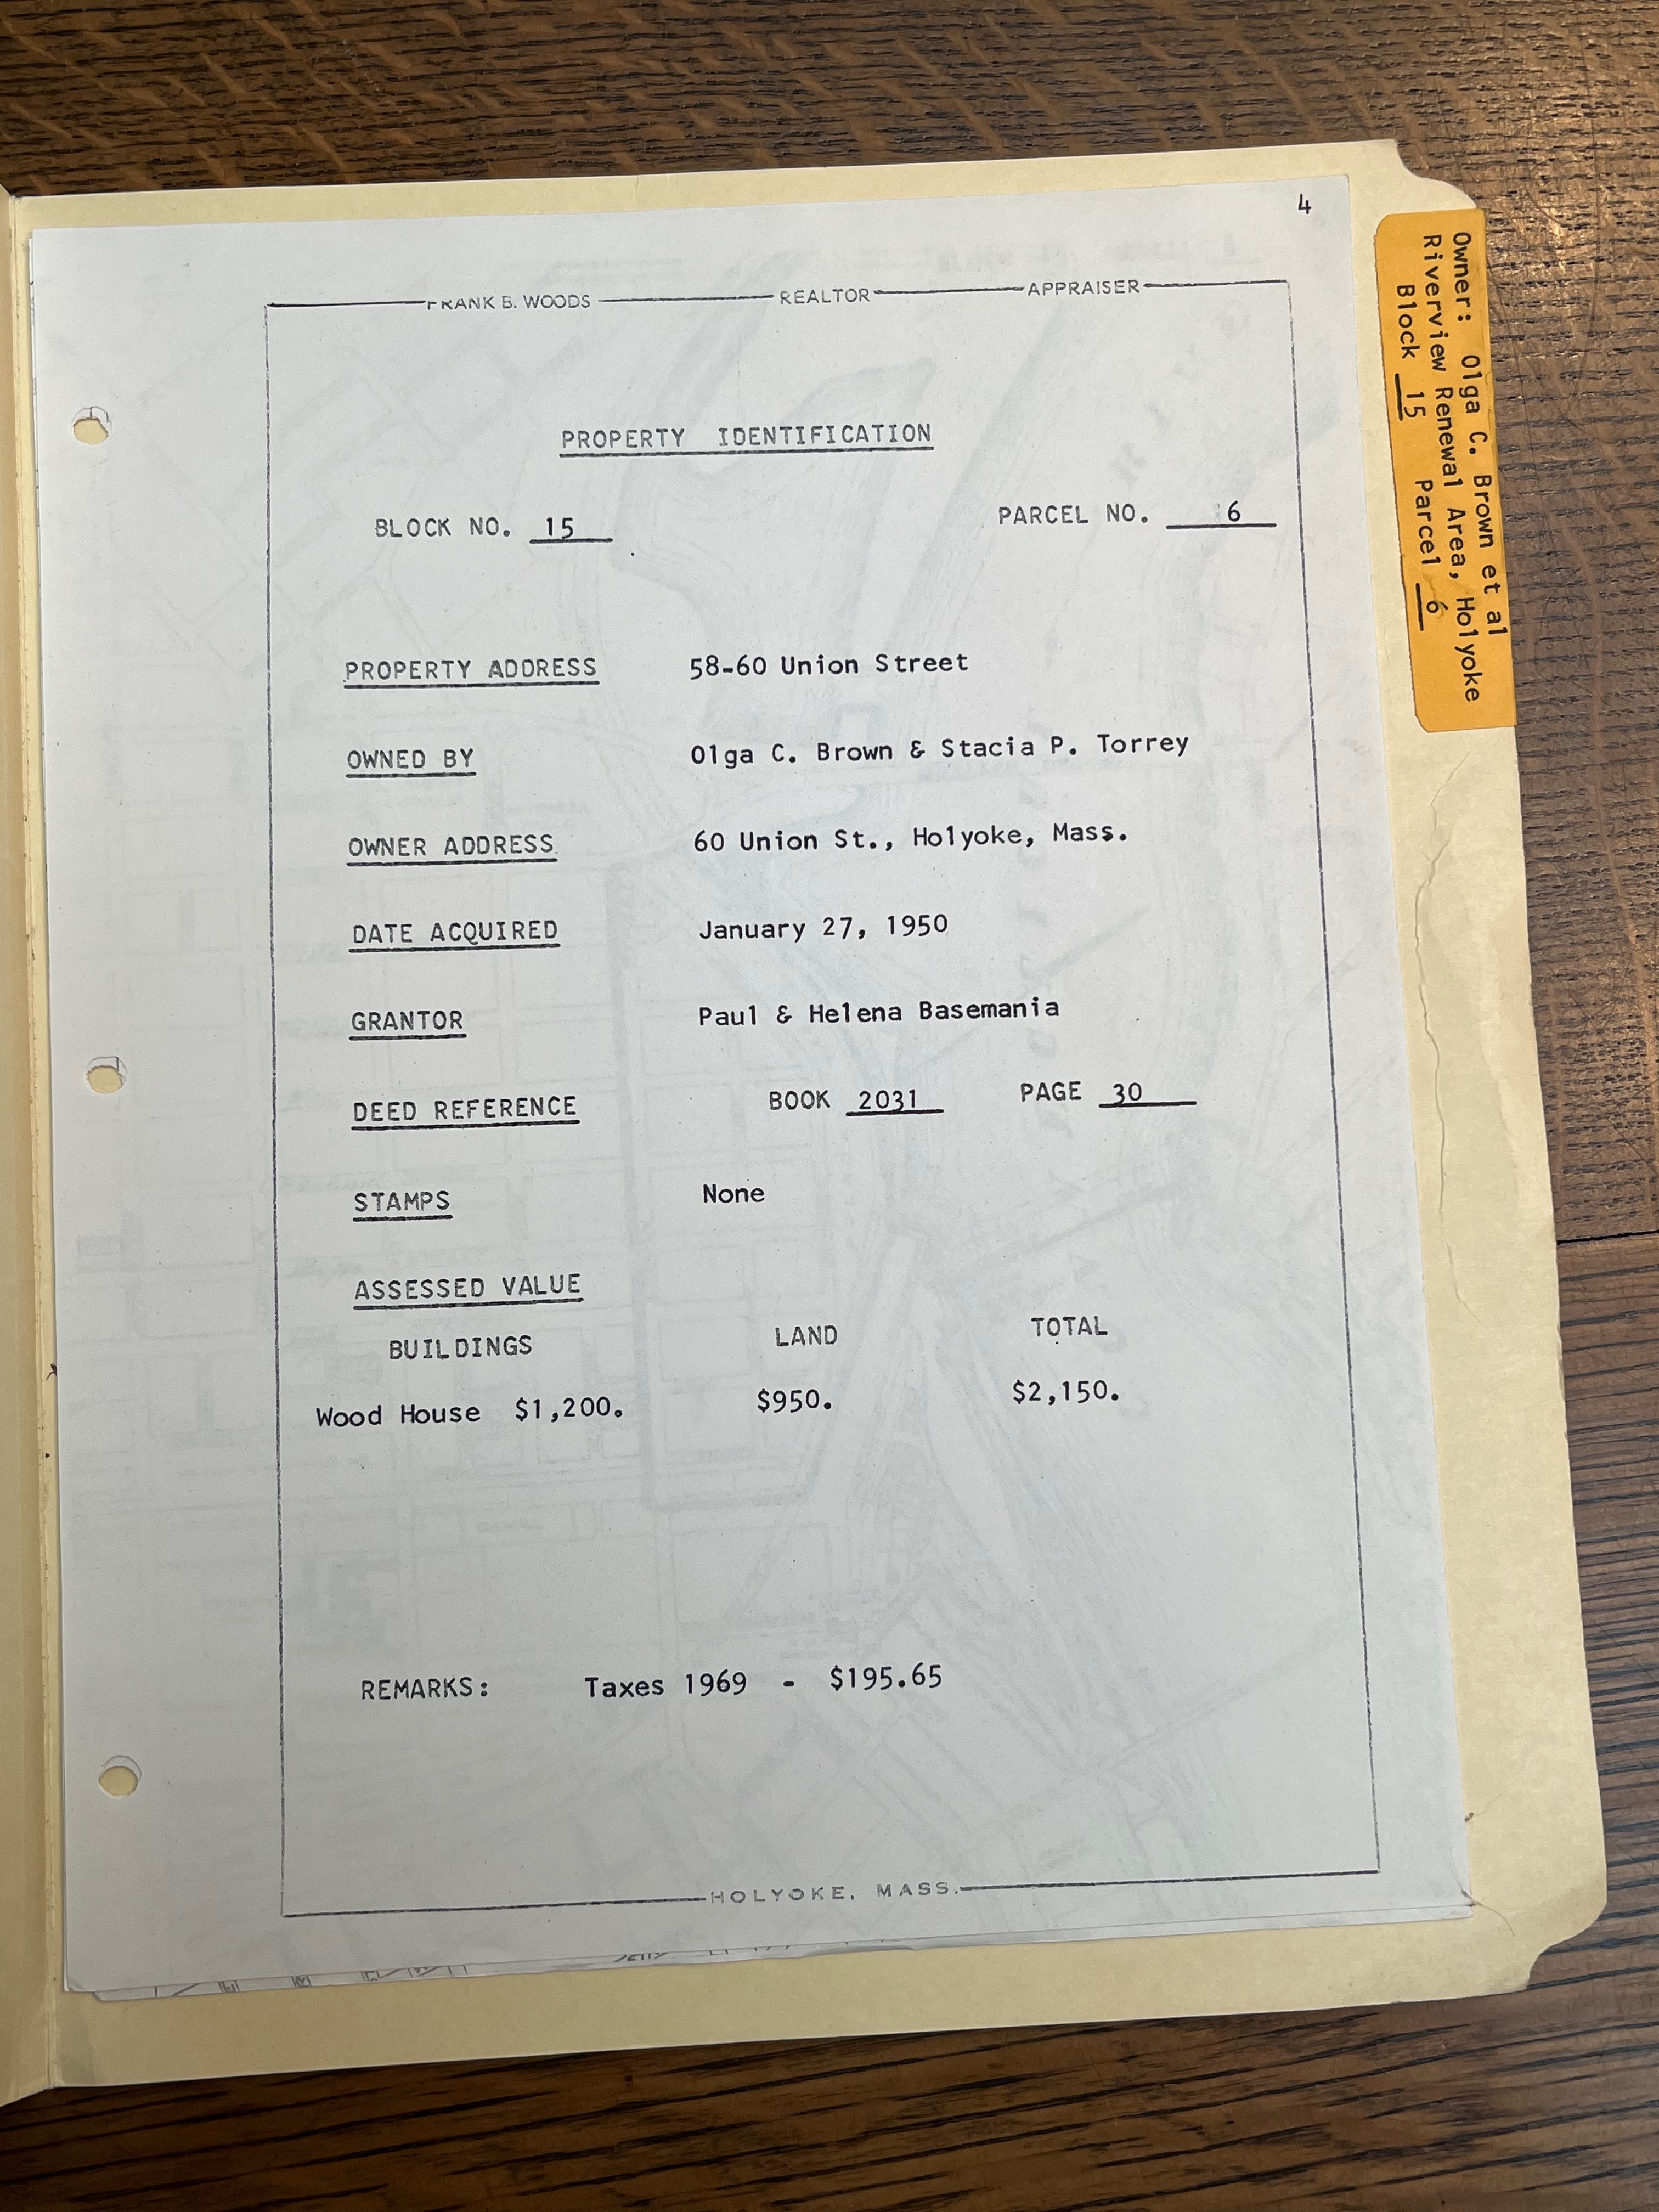 4
FRANK B. WOODS REALTOR APPRAISER
PROPERTY IDENTIFICATION
BLOCK NO. 15 PARCEL NO. 6
PROPERTY ADDRESS 58-60 Union Street
OWNED BY Olga C. Brown & Stacia P. Torrey
OWNER ADDRESS 60 Union St., Holyoke, Mass.
DATE ACQUIRED January 27, 1950
GRANTOR Paul & Helena Basemania
DEED REFERENCE BOOK 2031 PAGE 30
STAMPS None
ASSESSED VALUE
BUILDINGS LAND TOTAL
Wood House $1,200. $950. $2,150.
REMARKS: Taxes 1969 - $195.65
HOLYOKE, MASS.
Owner: Olga C. Brown et al
Riverview Renewal Area, Holyoke
Block 15 Parcel 6